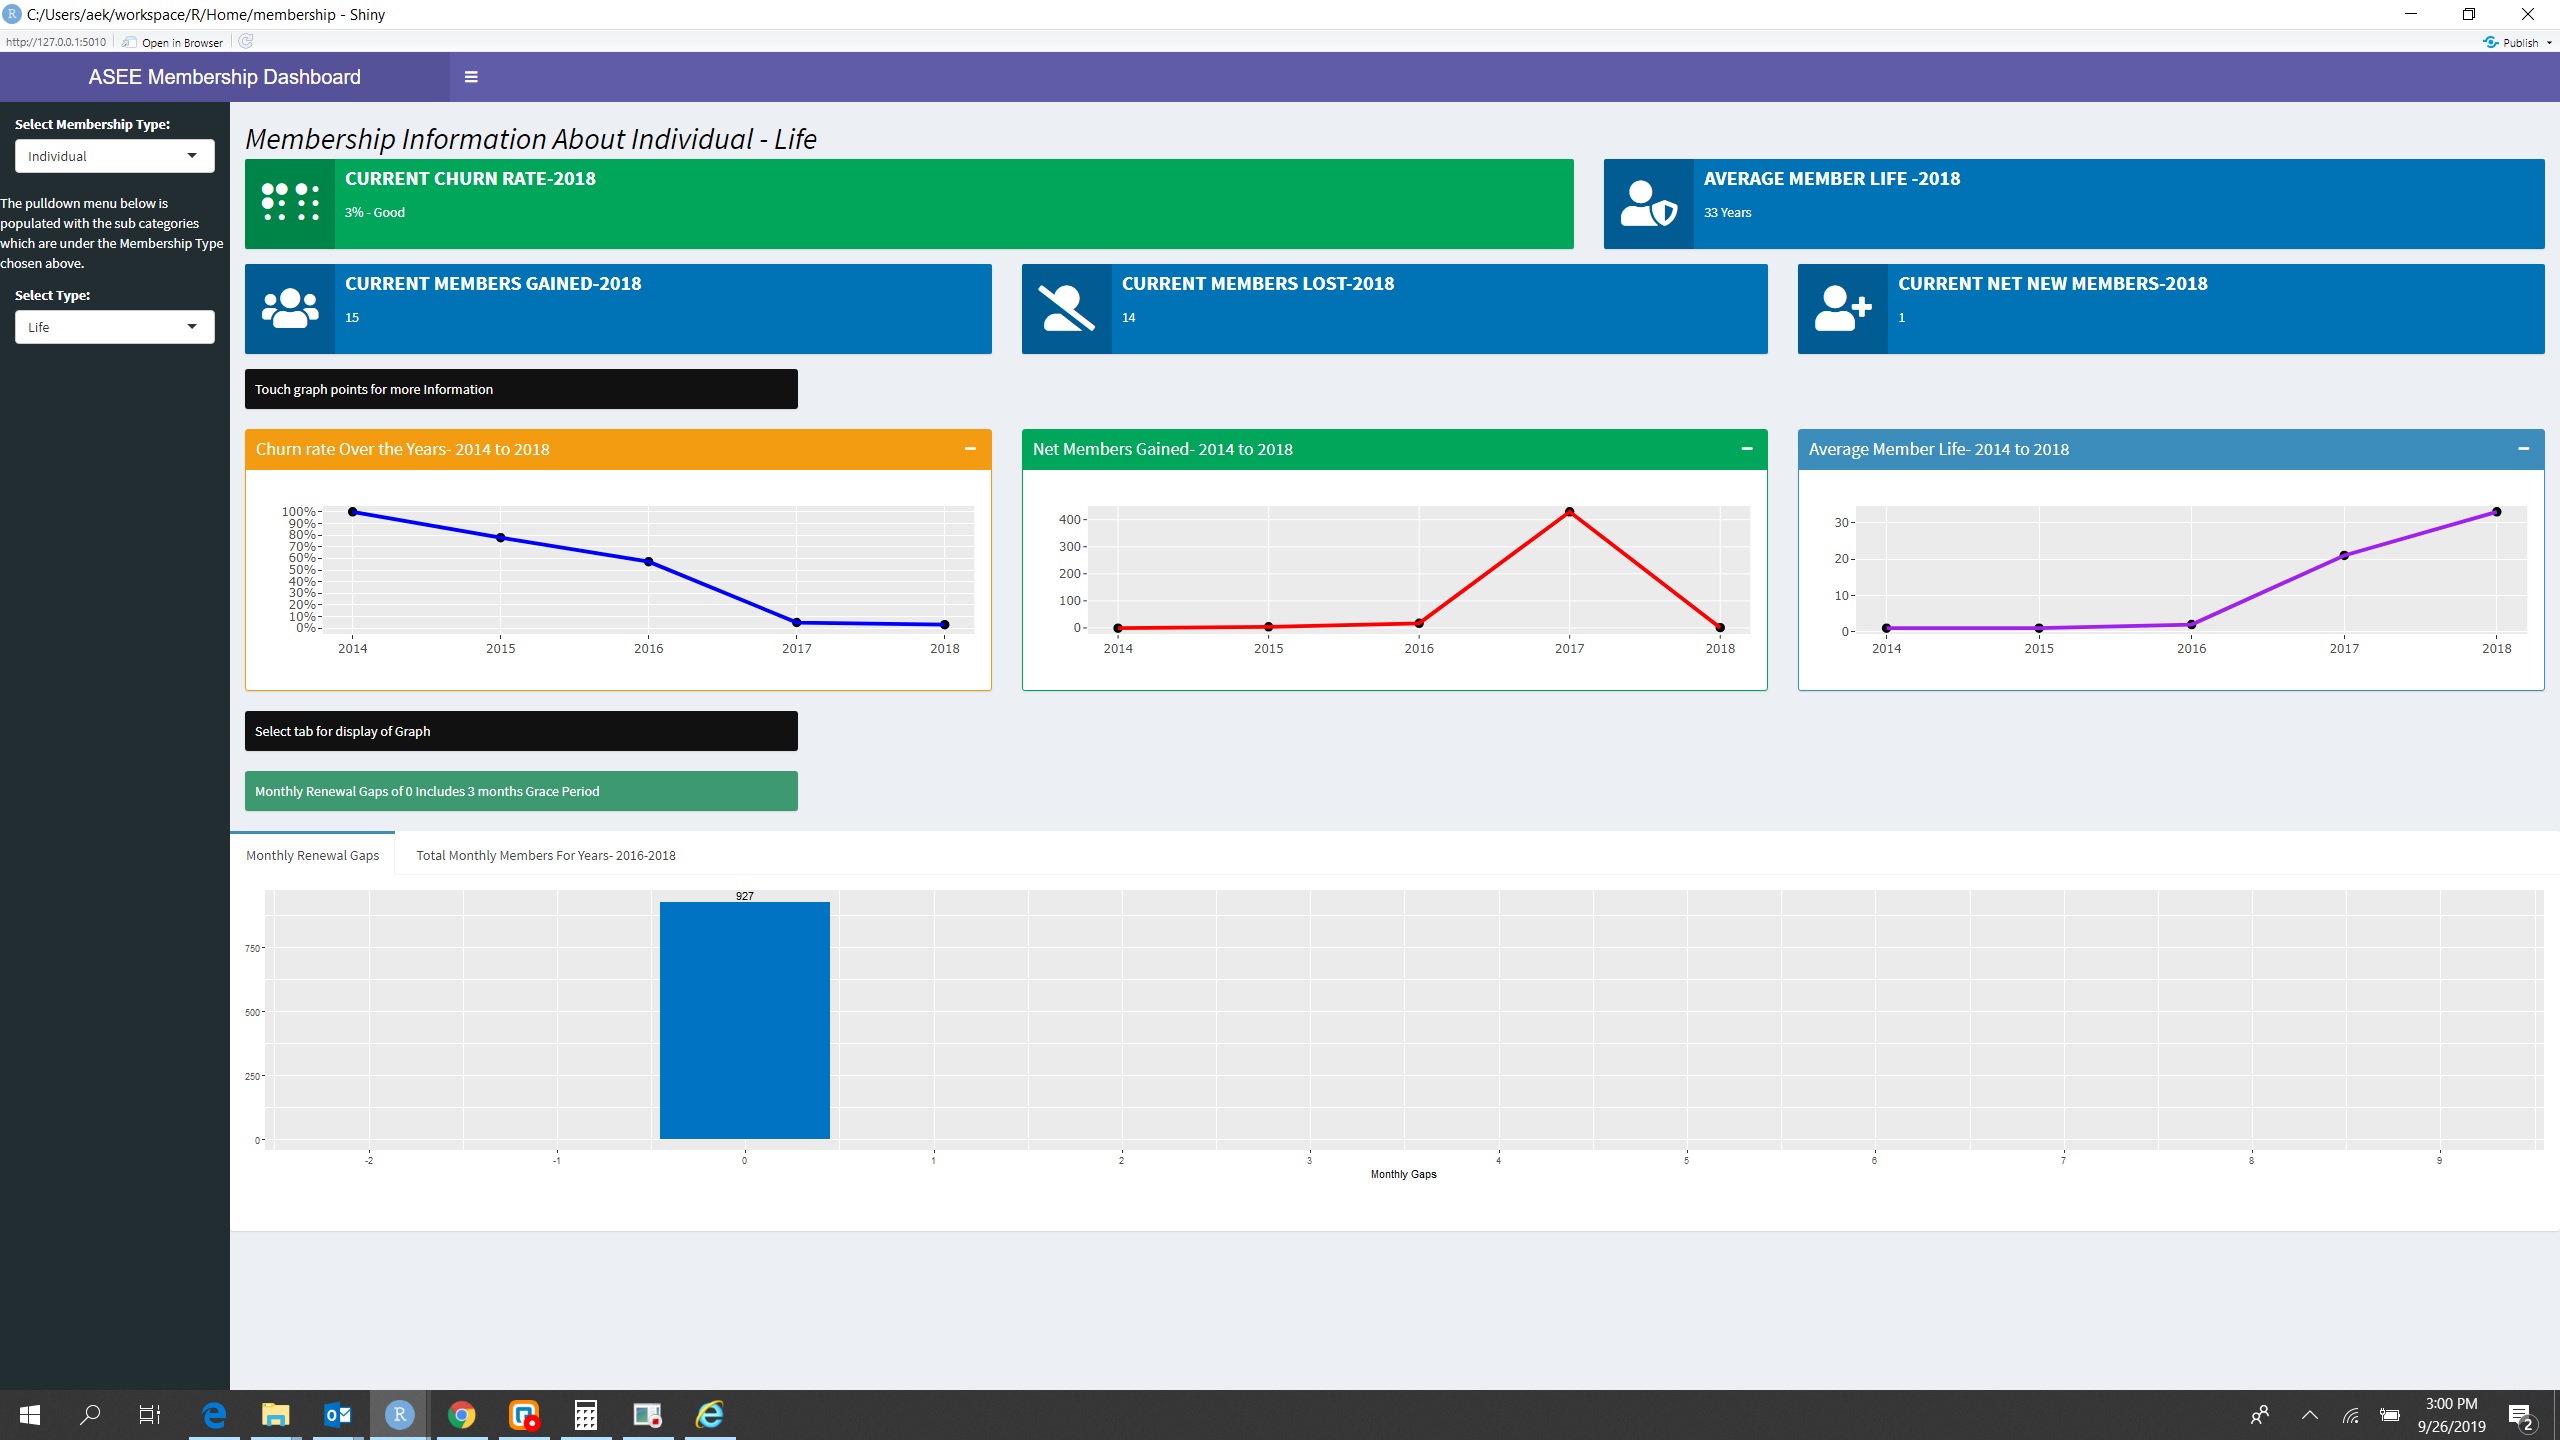 C:/Users/aek/workspace/R/Home/membership - Shiny
http://127.0.0.1:5010
Open in Browser
Publish
ASEE Membership Dashboard
Select Membership Type:
Individual
The pulldown menu below is
populated with the sub categories
which are under the Membership Type
chosen above.
Select Type:
Life
Membership Information About Individual - Life
CURRENT CHURN RATE-2018
3% - Good
AVERAGE MEMBER LIFE -2018
33 Years
CURRENT MEMBERS GAINED-2018
15
CURRENT MEMBERS LOST-2018
14
CURRENT NET NEW MEMBERS-2018
1
Touch graph points for more Information
Churn rate Over the Years- 2014 to 2018
100%
90%
80%
70%
60%
50%
40%
30%
20%
10%
0%
2014 2015 2016 2017 2018
Net Members Gained- 2014 to 2018
400
300
200
100
0
2014 2015 2016 2017 2018
Average Member Life- 2014 to 2018
30
20
10
0
2014 2015 2016 2017 2018
Select tab for display of Graph
Monthly Renewal Gaps of 0 Includes 3 months Grace Period
Monthly Renewal Gaps
Total Monthly Members For Years- 2016-2018
927
750
500
250
0
-2 -1 0 1 2 3 4 5 6 7 8 9
Monthly Gaps
3:00 PM
9/26/2019
2